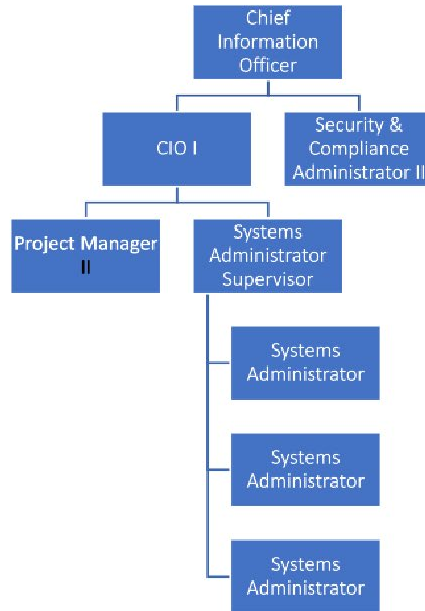 Chief
Information
Officer
CIO I
Security &
Compliance
Administrator II
Project Manager
II
Systems
Administrator
Supervisor
Systems
Administrator
Systems
Administrator
Systems
Administrator